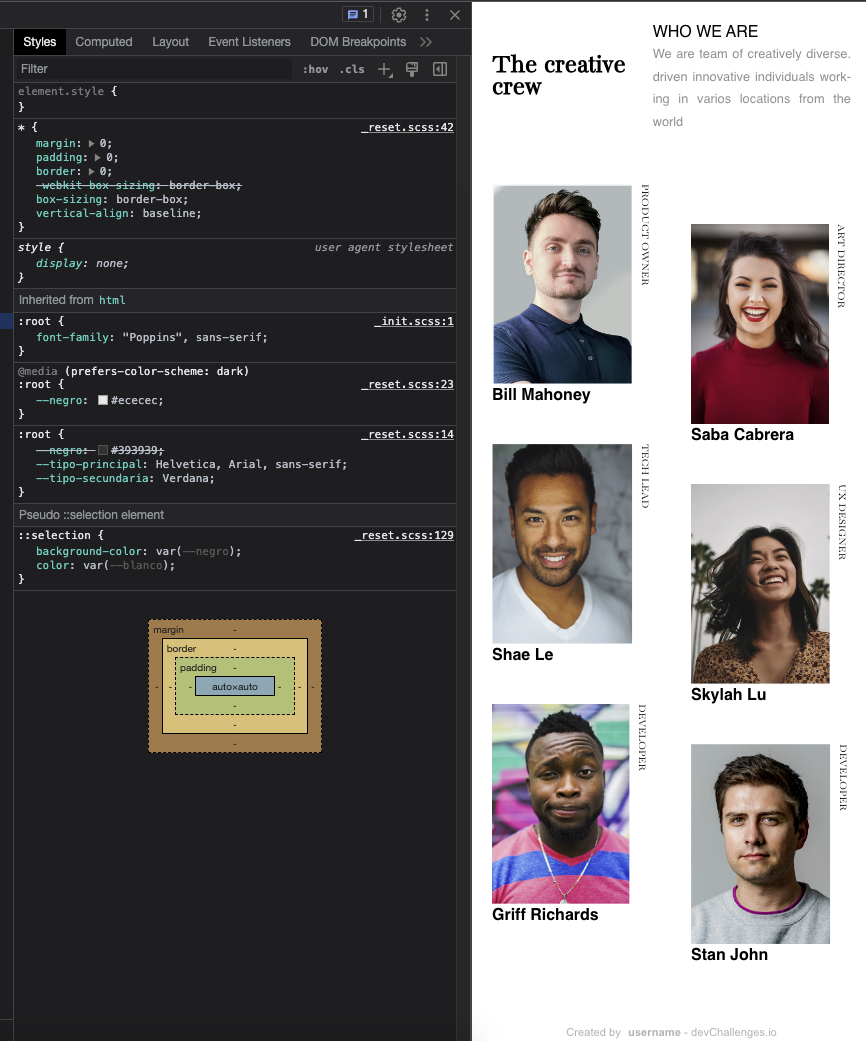 1
Styles Computed Layout Event Listeners DOM Breakpoints
Filter :hov .cls
element.style {
}
* { _reset.scss:42
margin: 0;
padding: 0;
border: 0;
-webkit-box-sizing: border-box;
box-sizing: border-box;
vertical-align: baseline;
}
style { user agent stylesheet
display: none;
}
Inherited from html
:root { _init.scss:1
font-family: "Poppins", sans-serif;
}
@media (prefers-color-scheme: dark)
:root { _reset.scss:23
--negro: #ececec;
}
:root { _reset.scss:14
--negro: #393939;
--tipo-principal: Helvetica, Arial, sans-serif;
--tipo-secundaria: Verdana;
}
Pseudo ::selection element
::selection { _reset.scss:129
background-color: var(--negro);
color: var(--blanco);
}
margin -
border -
padding -
- - - auto×auto - - -
-
-
-
The creative
crew
WHO WE ARE
We are team of creatively diverse.
driven innovative individuals work-
ing in varios locations from the
world
PRODUCT OWNER
Bill Mahoney
ART DIRECTOR
Saba Cabrera
TECH LEAD
Shae Le
UX DESIGNER
Skylah Lu
DEVELOPER
Griff Richards
DEVELOPER
Stan John
Created by username - devChallenges.io